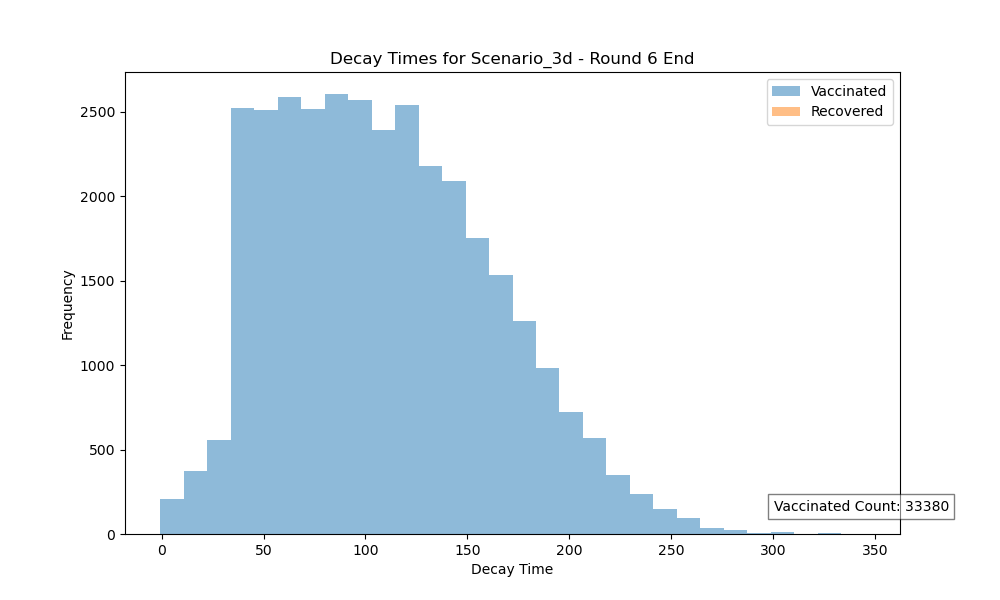 Decay Times for Scenario_3d - Round 6 End
Vaccinated
Recovered
Frequency
2500
2000
1500
1000
500
0
Vaccinated Count: 33380
0
50
100
150
200
250
300
350
Decay Time